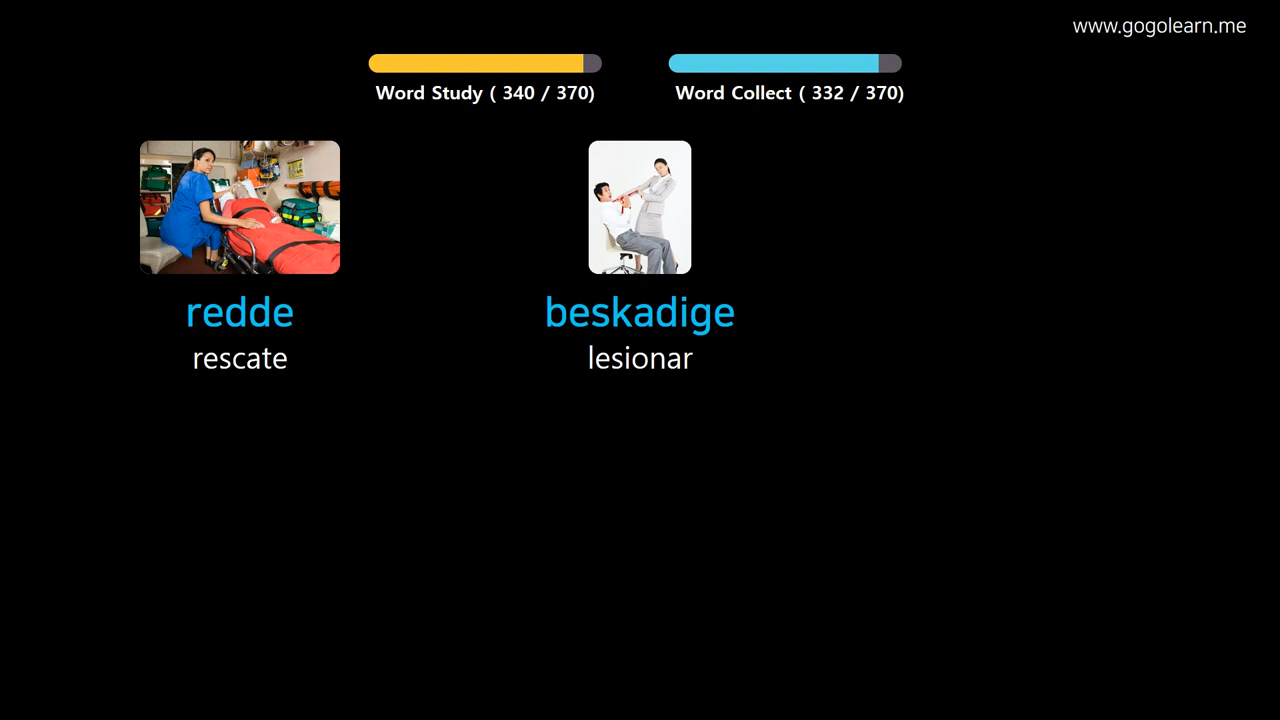 www.gogolearn.me
Word Study ( 340 / 370)
Word Collect ( 332 / 370)
redde
rescate
beskadige
lesionar